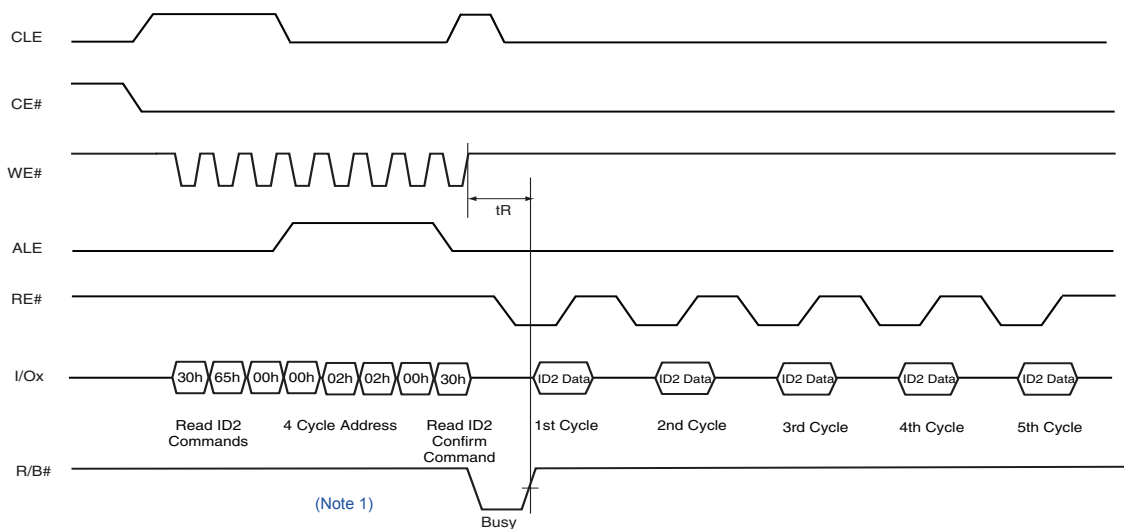 CLE
CE#
WE#
tR
ALE
RE#
I/Ox
30h 65h 00h 00h 02h 02h 00h 30h ID2 Data ID2 Data ID2 Data ID2 Data ID2 Data
Read ID2
Commands
4 Cycle Address
Read ID2
Confirm
Command
1st Cycle
2nd Cycle
3rd Cycle
4th Cycle
5th Cycle
R/B#
(Note 1)
Busy